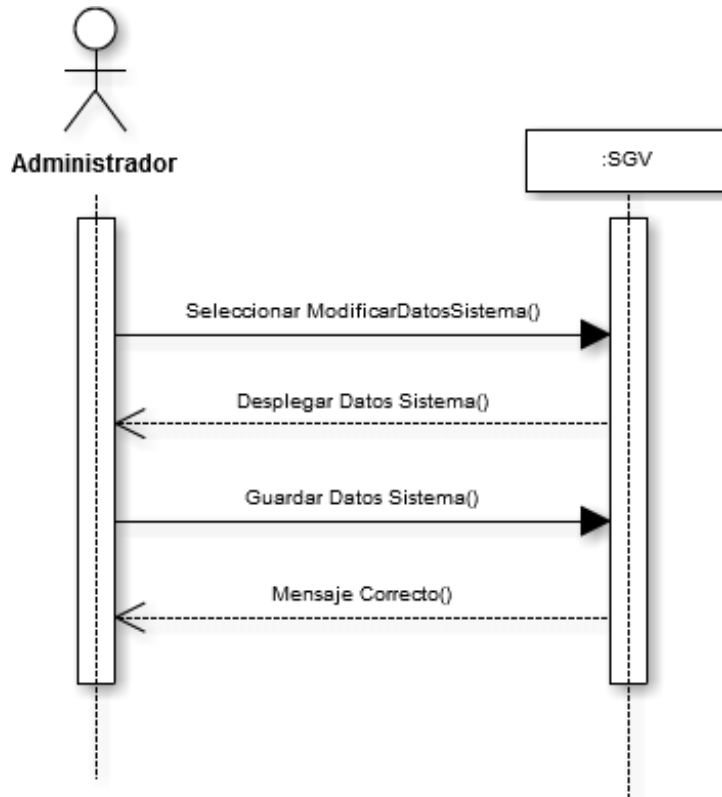 Administrador
:SGV
Seleccionar ModificarDatosSistema()
Desplegar Datos Sistema()
Guardar Datos Sistema()
Mensaje Correcto()